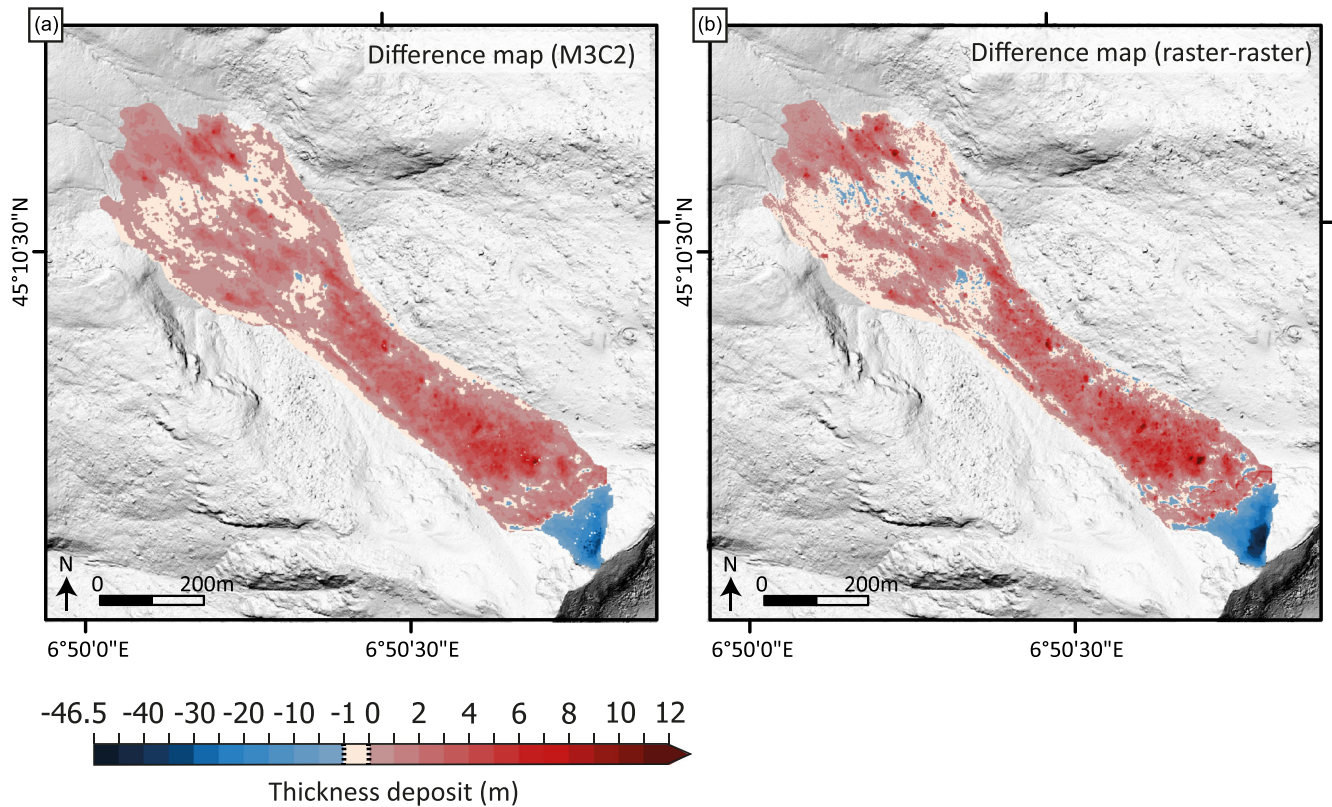 (a)
Difference map (M3C2)
45°10'30"N
N
0 200m
6°50'0"E 6°50'30"E
(b)
Difference map (raster-raster)
45°10'30"N
N
0 200m
6°50'0"E 6°50'30"E
-46.5 -40 -30 -20 -10 -1 0 2 4 6 8 10 12
Thickness deposit (m)